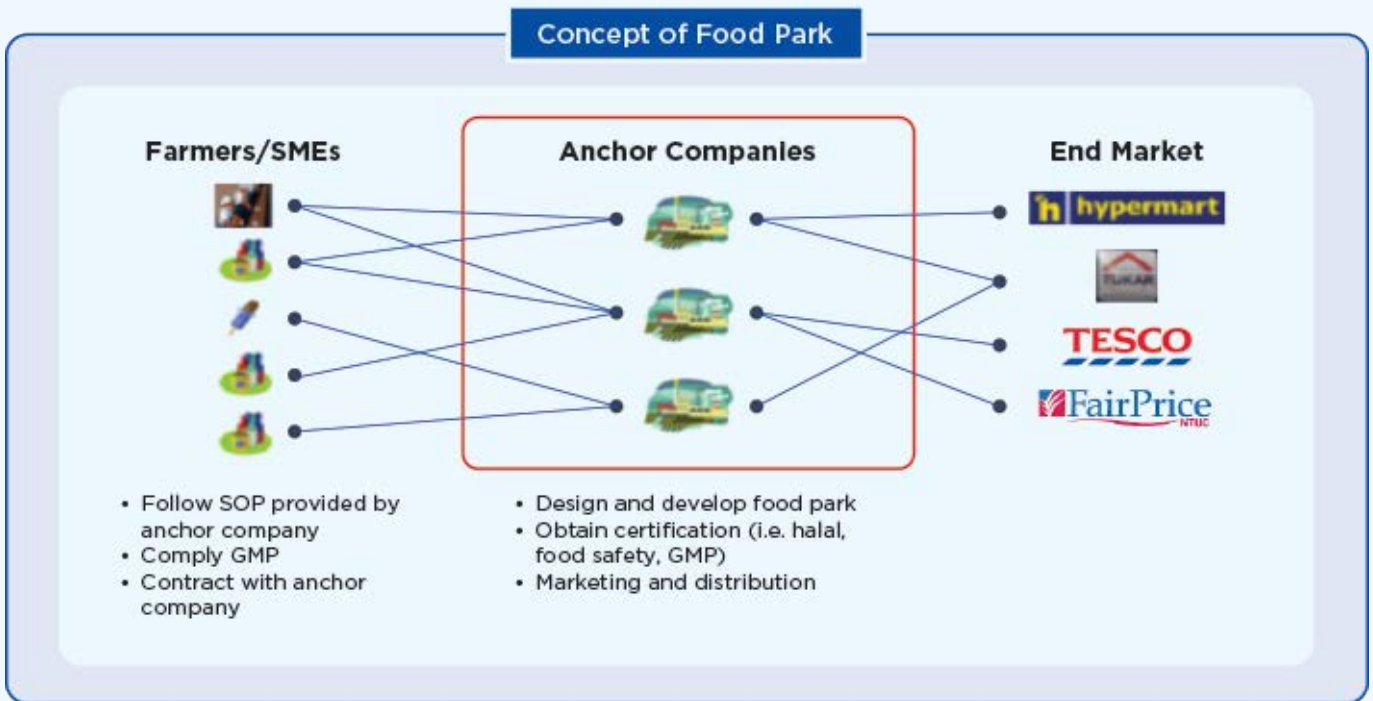 Concept of Food Park
Farmers/SMEs
Anchor Companies
End Market
h hypermart
TUKAR
TESCO
FairPrice
NTUC
• Follow SOP provided by
anchor company
• Comply GMP
• Contract with anchor
company
• Design and develop food park
• Obtain certification (i.e. halal,
food safety, GMP)
• Marketing and distribution